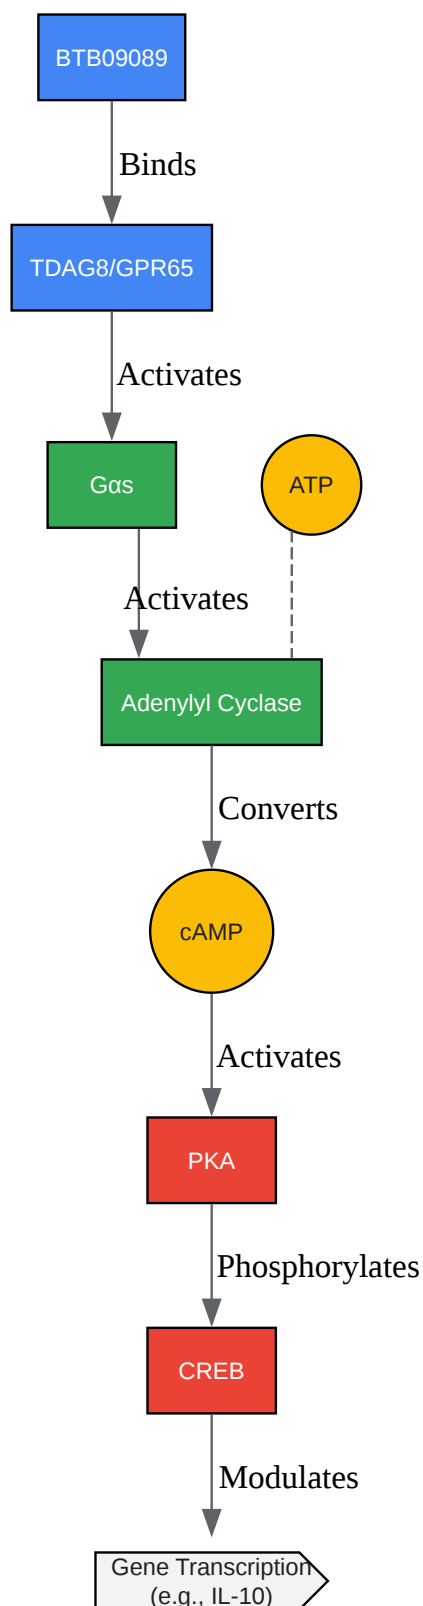 BTB09089
Binds
TDAG8/GPR65
Activates
Gαs
ATP
Activates
Adenylyl Cyclase
Converts
cAMP
Activates
PKA
Phosphorylates
CREB
Modulates
Gene Transcription
(e.g., IL-10)